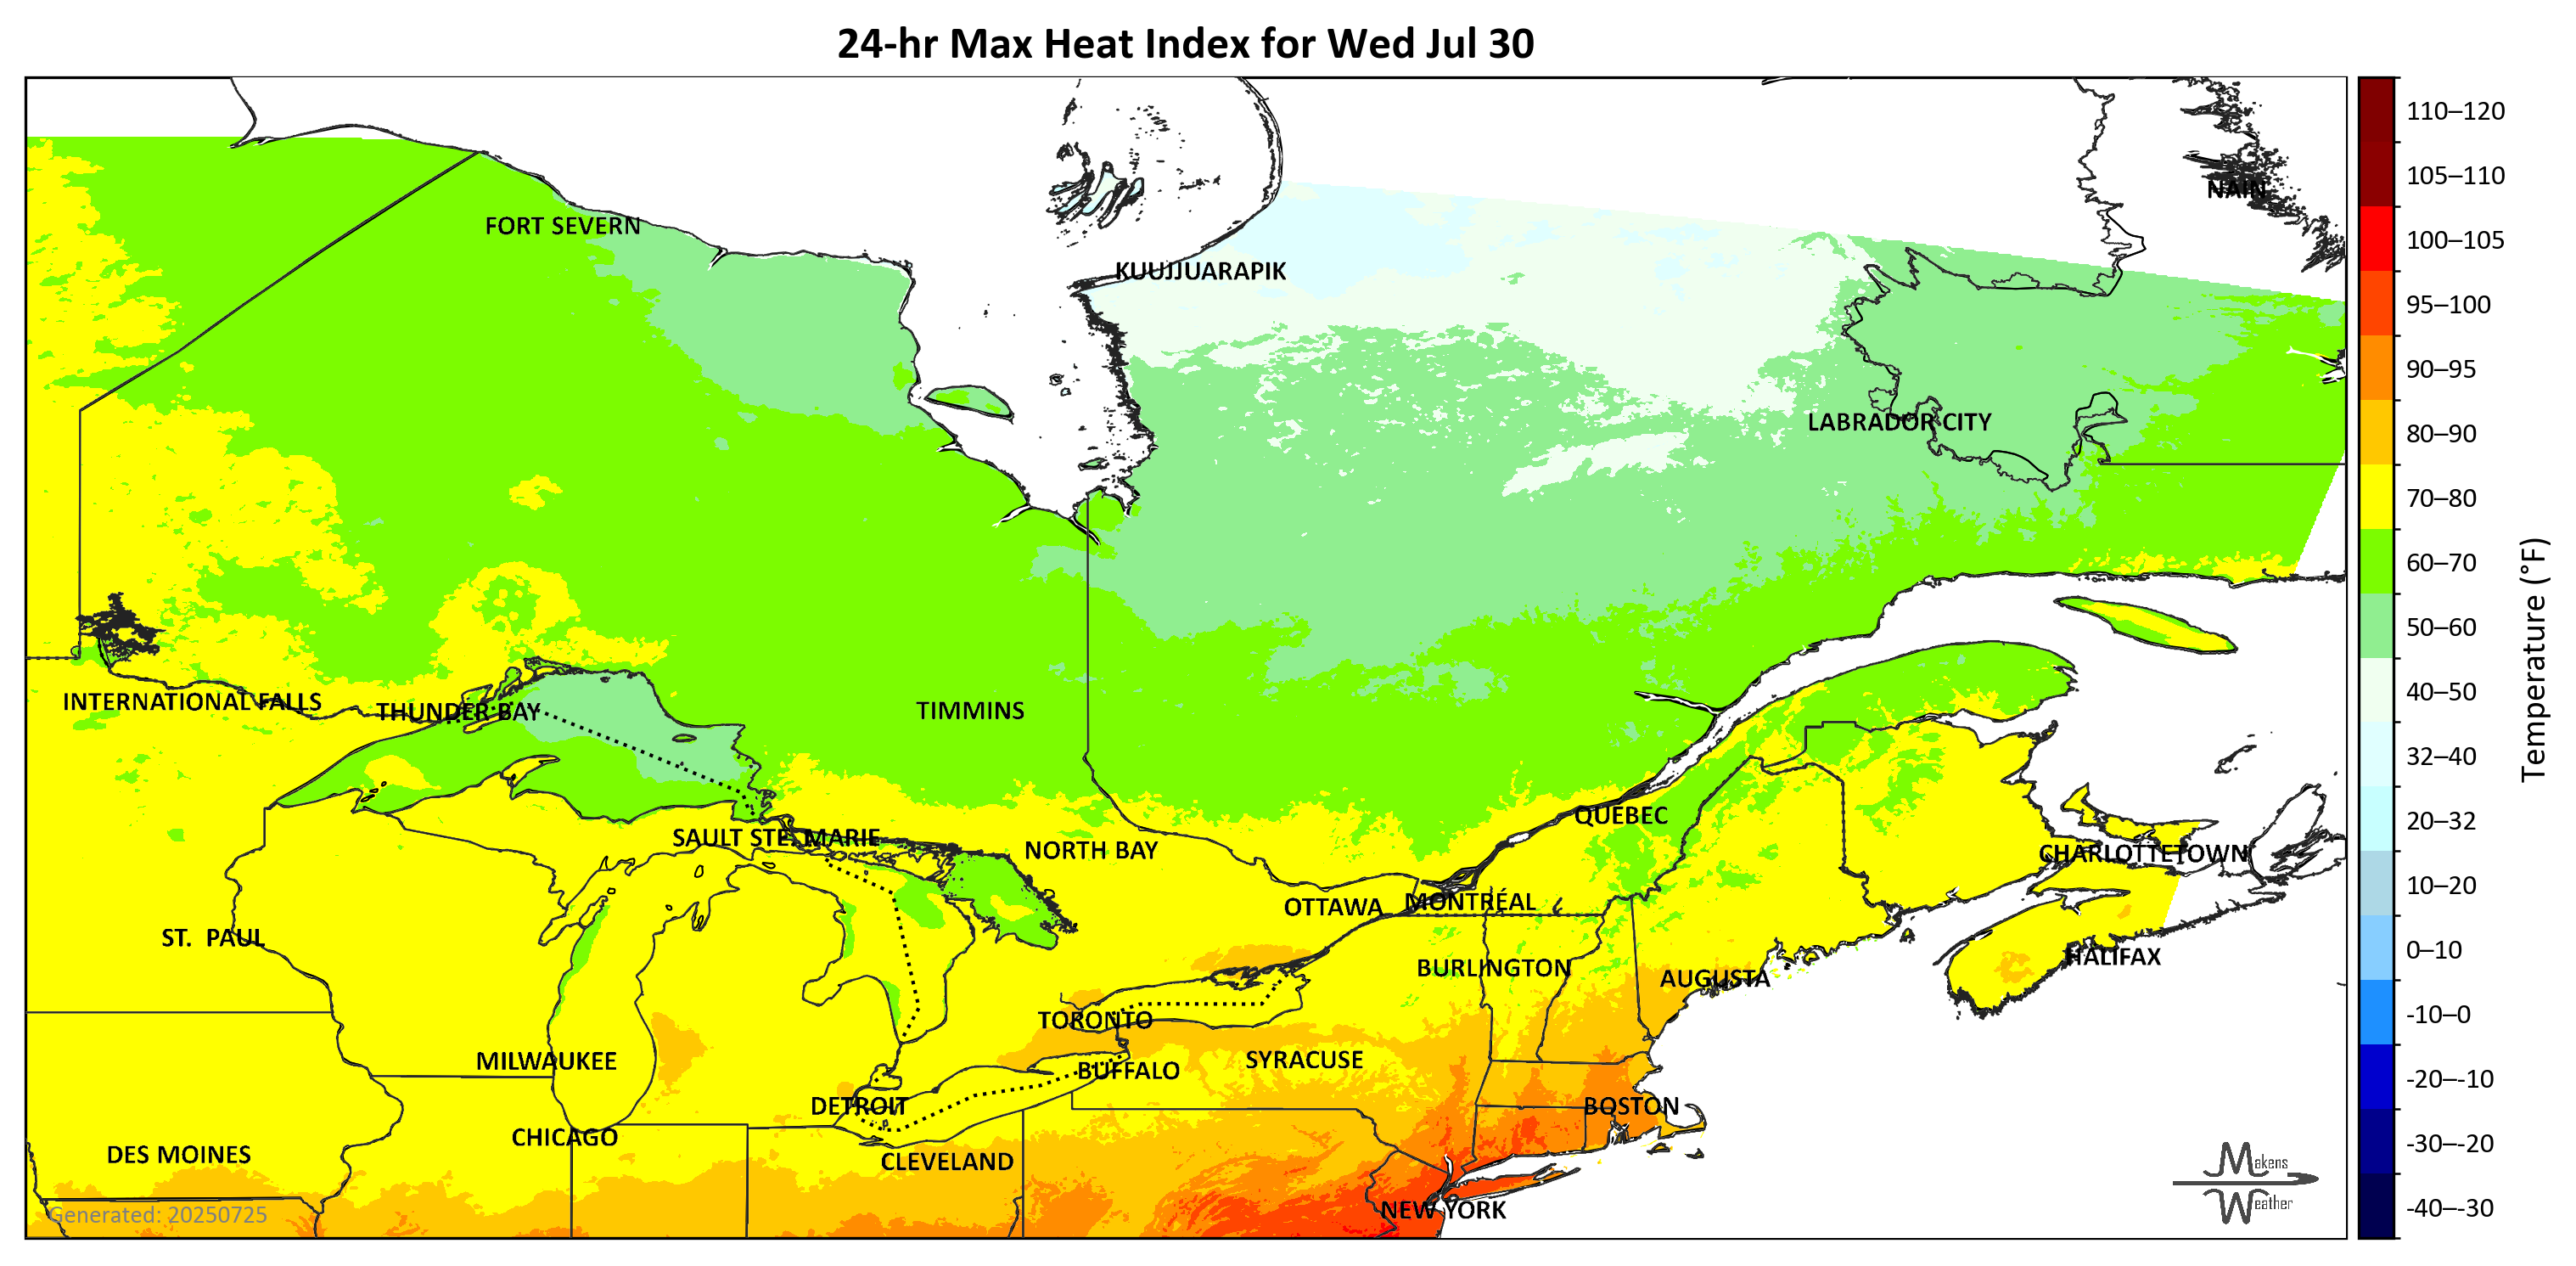 24-hr Max Heat Index for Wed Jul 30
110–120
105–110
NAIN
FORT SEVERN
100–105
KUUJJUARAPIK
95–100
90–95
LABRADOR CITY
80–90
70–80
60–70
50–60
Temperature (°F)
INTERNATIONAL FALLS
THUNDER BAY
TIMMINS
40–50
32–40
QUEBEC
20–32
SAULT STE. MARIE
NORTH BAY
CHARLOTTETOWN
10–20
OTTAWA
MONTRÉAL
ST. PAUL
0–10
HALIFAX
BURLINGTON
AUGUSTA
-10–0
TORONTO
MILWAUKEE
SYRACUSE
BUFFALO
-20–-10
DETROIT
BOSTON
CHICAGO
-30–-20
DES MOINES
CLEVELAND
Makens
Weather
NEW YORK
-40–-30
Generated: 20250725